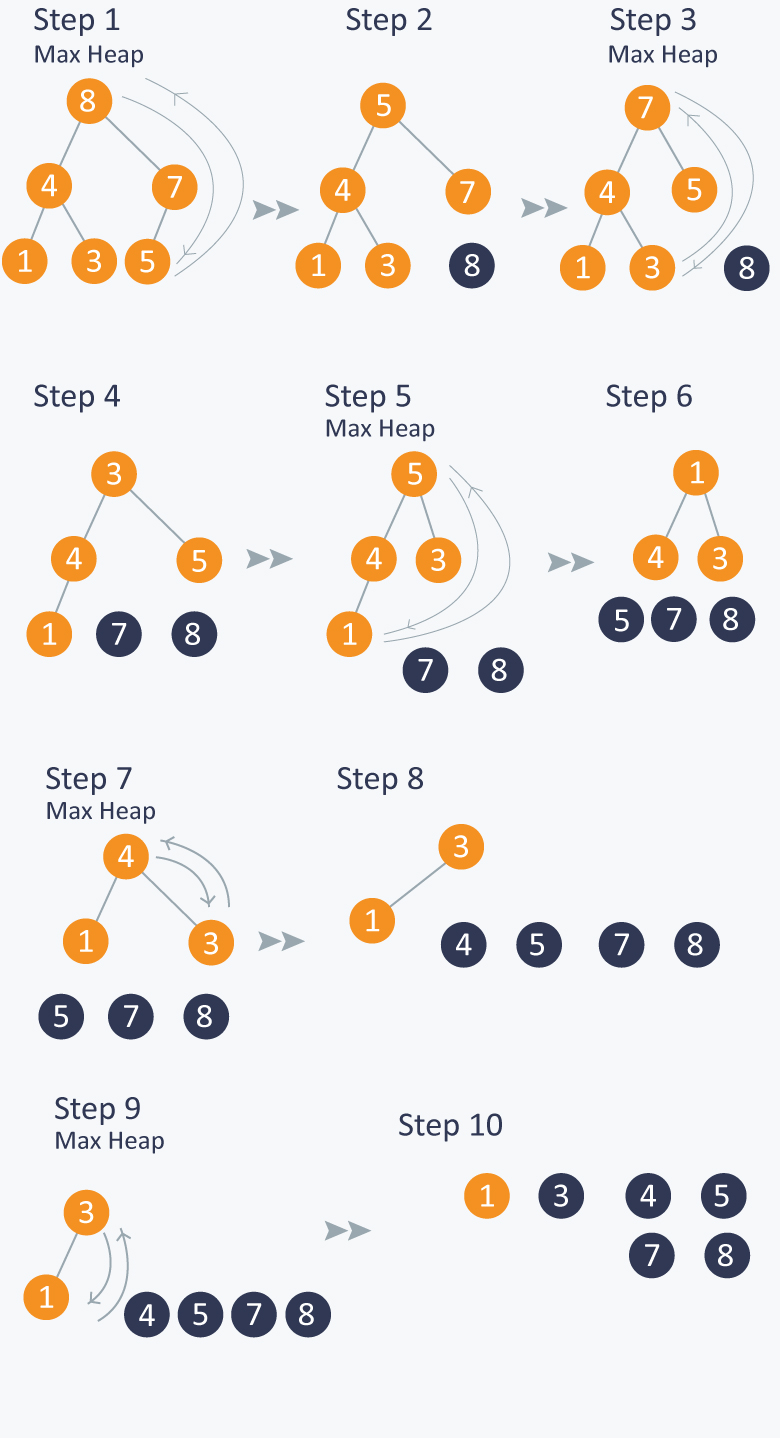 Step 1
Max Heap
8
4 7
1 3 5
Step 2
5
4 7
1 3 8
Step 3
Max Heap
7
4 5
1 3 8
Step 4
3
4 5
1 7 8
Step 5
Max Heap
5
4 3
1
7 8
Step 6
1
4 3
5 7 8
Step 7
Max Heap
4
1 3
5 7 8
Step 8
3
1
4 5 7 8
Step 9
Max Heap
3
1
4 5 7 8
Step 10
1 3 4 5
7 8